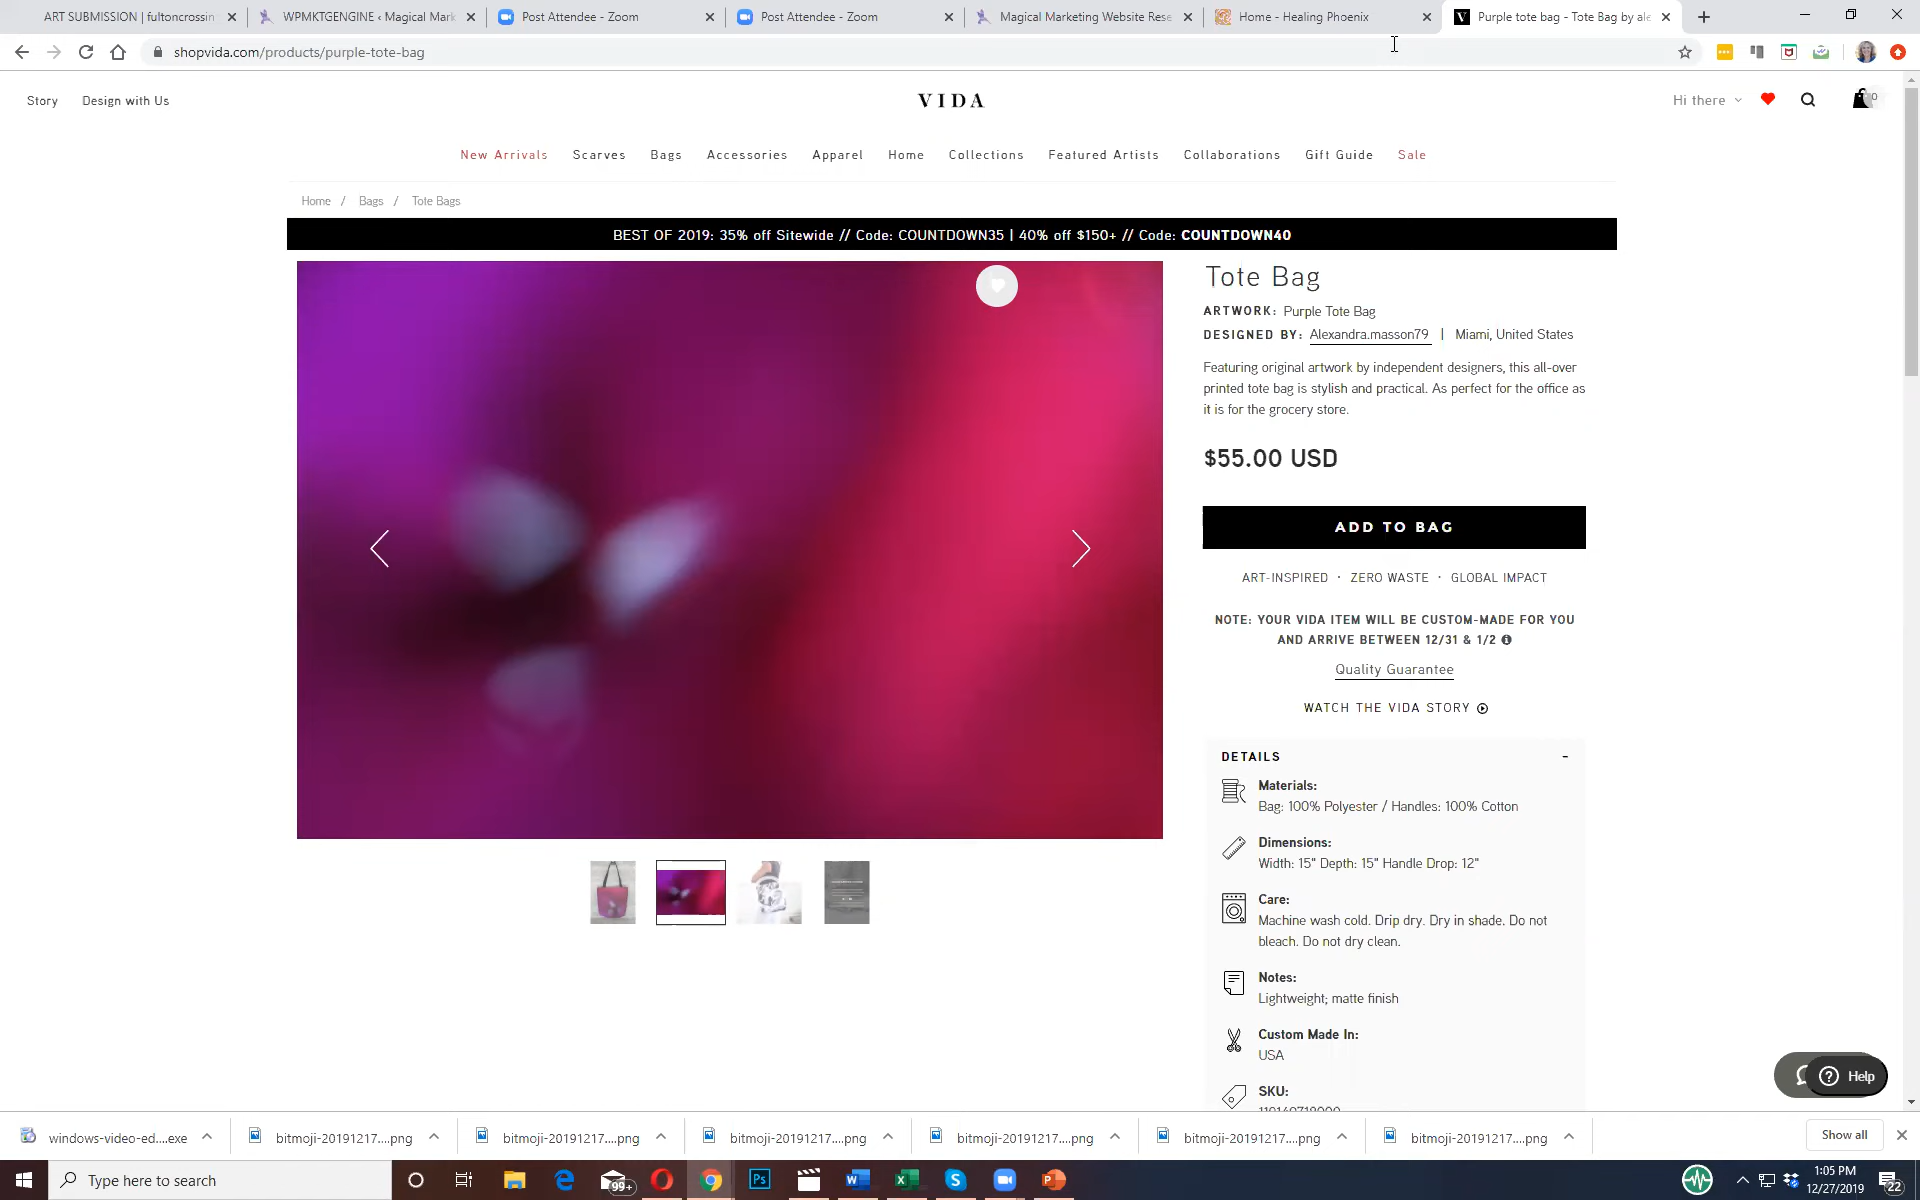 ART SUBMISSION | fultoncrossin
WPMKTGENGINE ‹ Magical Mark
Post Attendee - Zoom
Post Attendee - Zoom
Magical Marketing Website Rese
Home - Healing Phoenix
Purple tote bag - Tote Bag by ale
shopvida.com/products/purple-tote-bag
Story
Design with Us
VIDA
Hi there
0
New Arrivals
Scarves
Bags
Accessories
Apparel
Home
Collections
Featured Artists
Collaborations
Gift Guide
Sale
Home / Bags / Tote Bags
BEST OF 2019: 35% off Sitewide // Code: COUNTDOWN35 | 40% off $150+ // Code: COUNTDOWN40
Tote Bag
ARTWORK: Purple Tote Bag
DESIGNED BY: Alexandra.masson79 | Miami, United States
Featuring original artwork by independent designers, this all-over
printed tote bag is stylish and practical. As perfect for the office as
it is for the grocery store.
$55.00 USD
ADD TO BAG
ART-INSPIRED · ZERO WASTE · GLOBAL IMPACT
NOTE: YOUR VIDA ITEM WILL BE CUSTOM-MADE FOR YOU
AND ARRIVE BETWEEN 12/31 & 1/2
Quality Guarantee
WATCH THE VIDA STORY
DETAILS -
Materials:
Bag: 100% Polyester / Handles: 100% Cotton
Dimensions:
Width: 15" Depth: 15" Handle Drop: 12"
Care:
Machine wash cold. Drip dry. Dry in shade. Do not
bleach. Do not dry clean.
Notes:
Lightweight; matte finish
Custom Made In:
USA
SKU:
Help
windows-video-ed....exe
bitmoji-20191217....png
bitmoji-20191217....png
bitmoji-20191217....png
bitmoji-20191217....png
bitmoji-20191217....png
bitmoji-20191217....png
Show all
Type here to search
99+
1:05 PM
12/27/2019
22